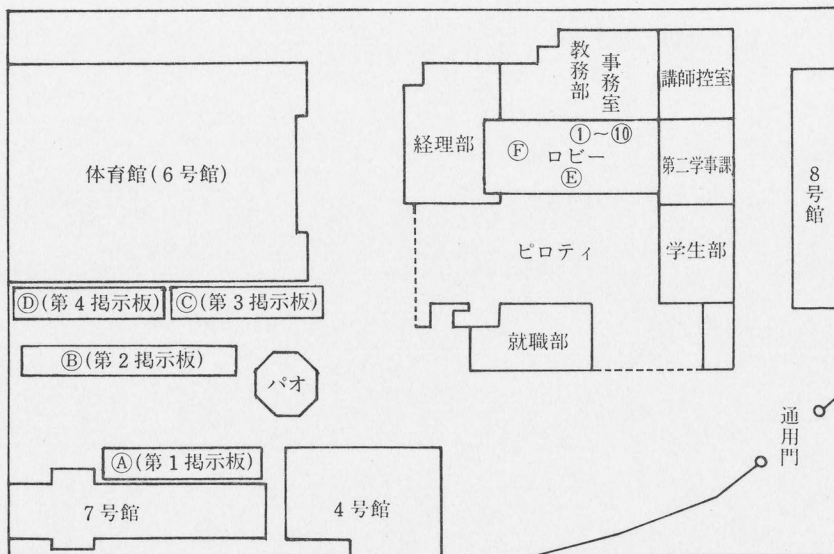 教務部
事務室
講師控室
経理部
①～⑩
Ⓕ
ロビー
Ⓔ
第二学事課
体育館(6号館)
8号館
ピロティ
学生部
Ⓓ(第4掲示板)
Ⓒ(第3掲示板)
就職部
Ⓑ(第2掲示板)
パオ
通用門
Ⓐ(第1掲示板)
7号館
4号館